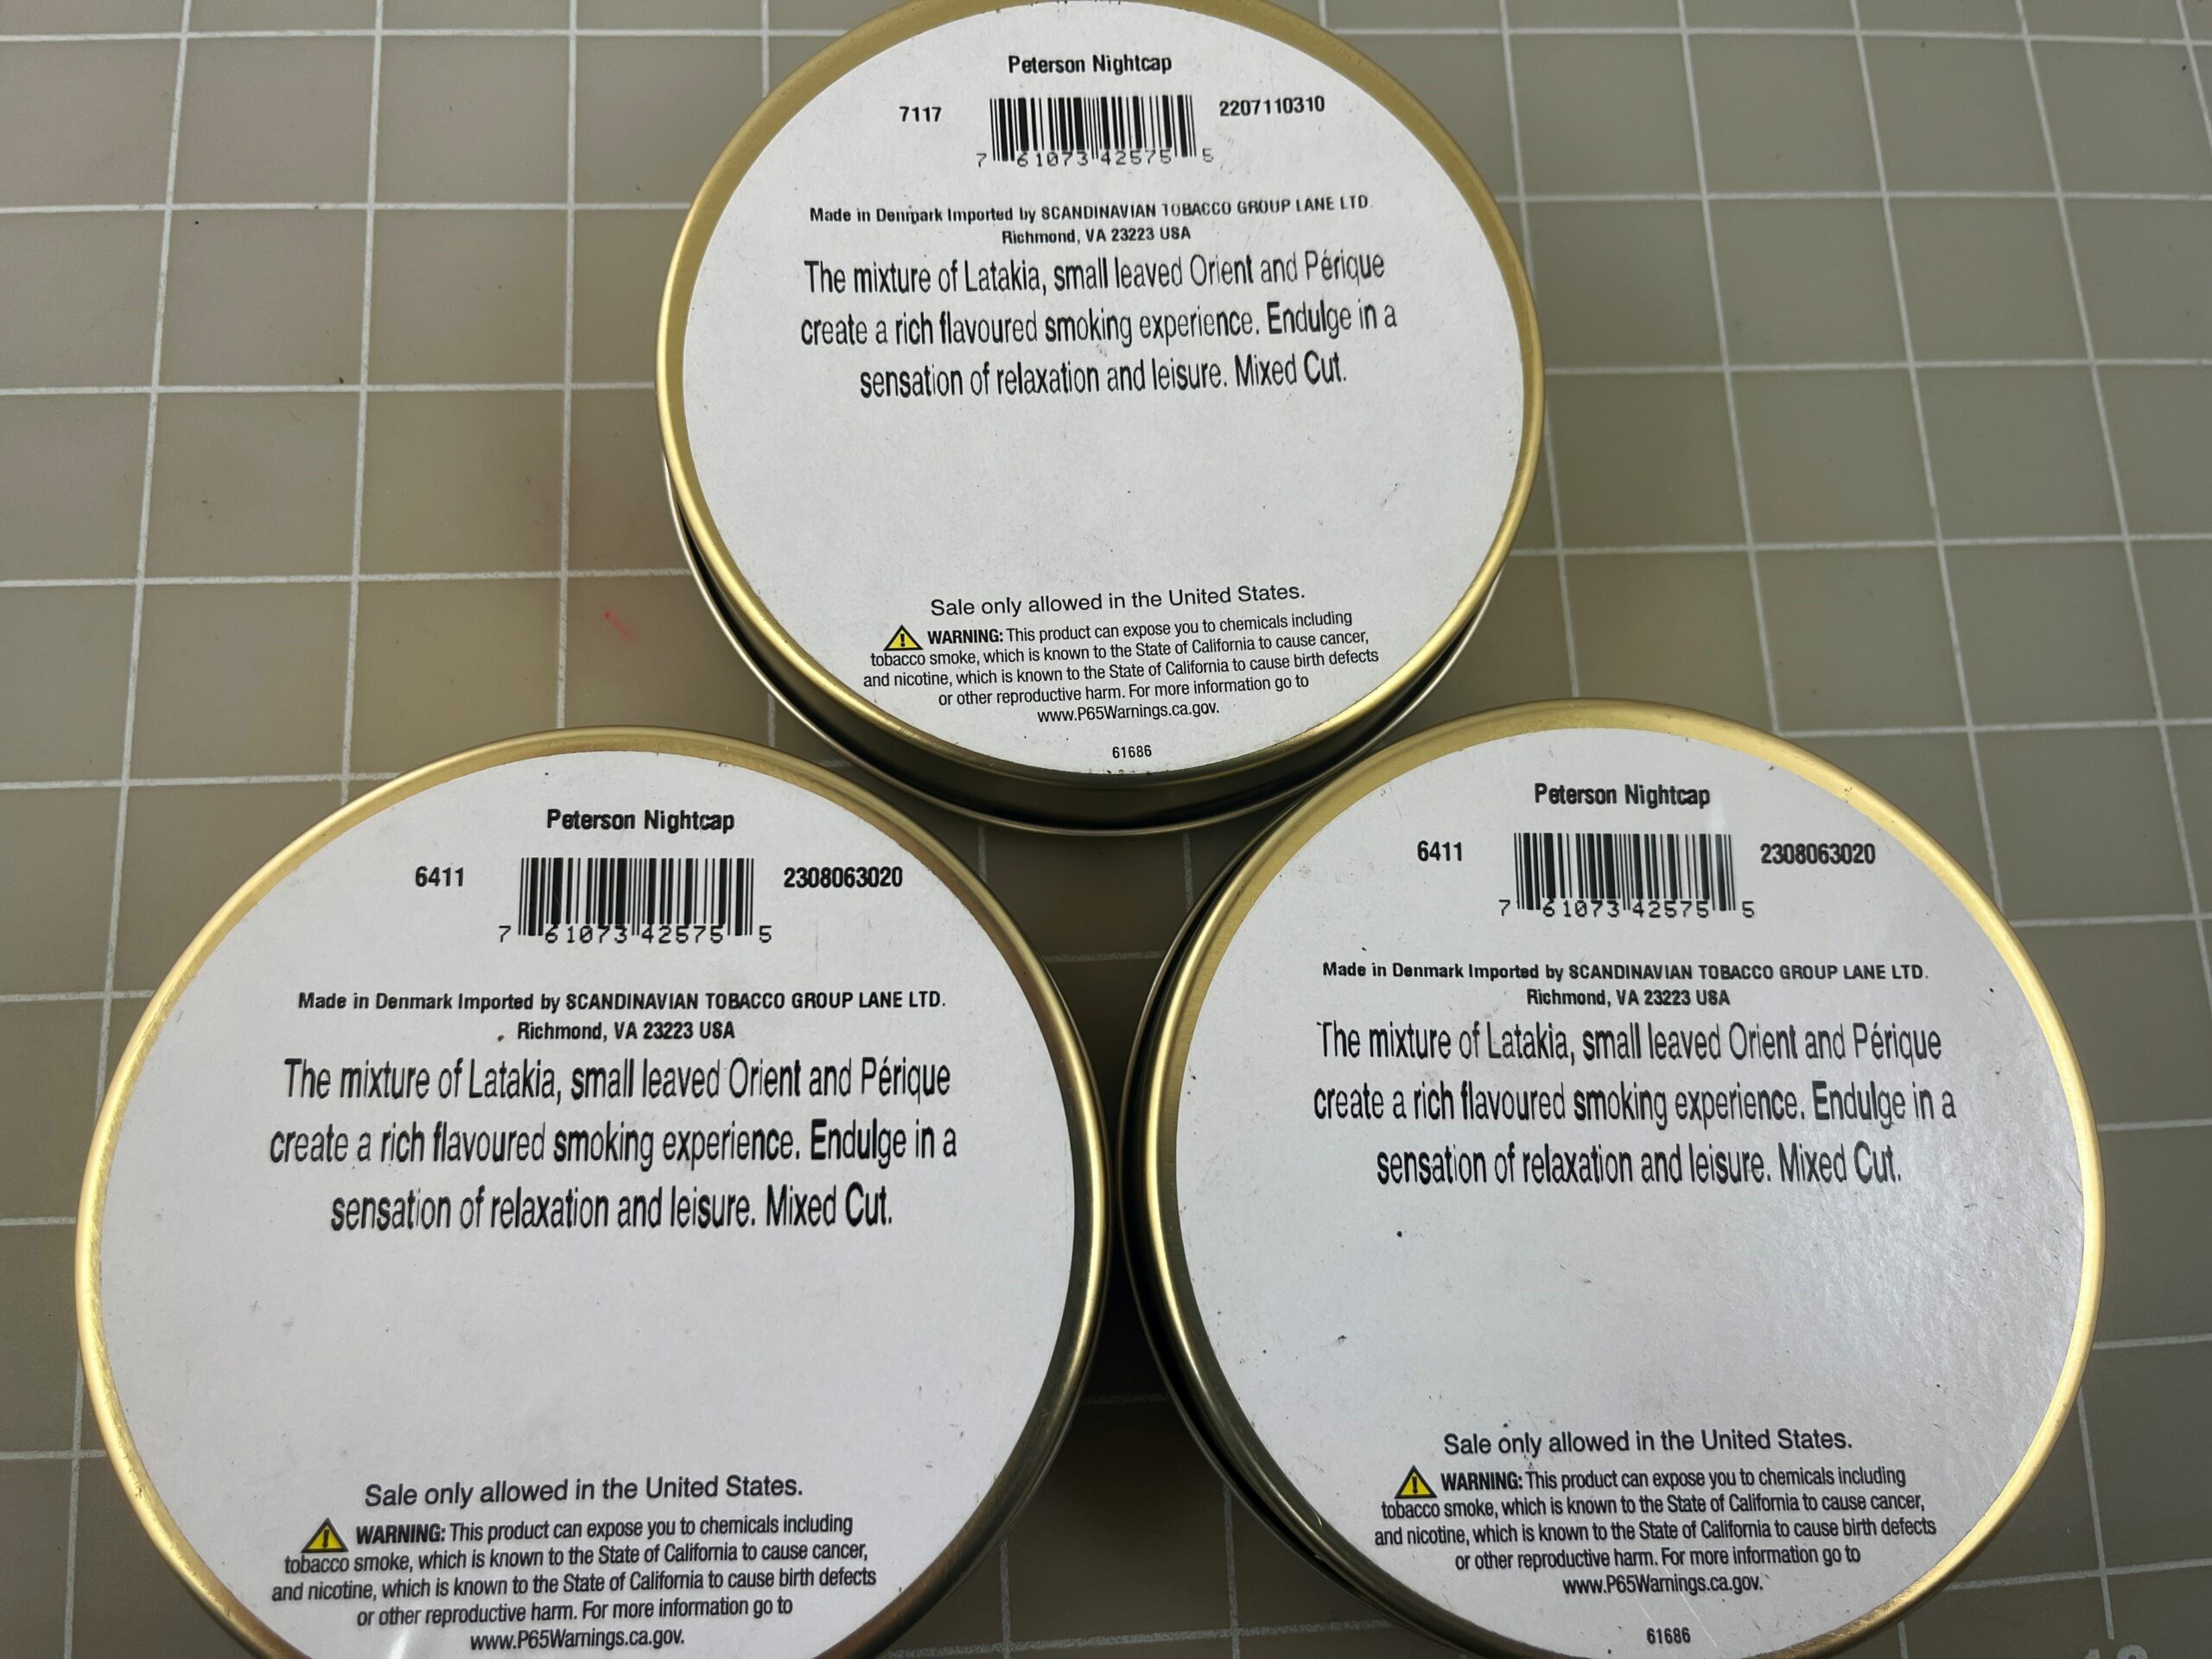 Peterson Nightcap
7117
2207110310
7 61073 42575 5
Made in Denmark Imported by SCANDINAVIAN TOBACCO GROUP LANE LTD.
Richmond, VA 23223 USA
The mixture of Latakia, small leaved Orient and Périque
create a rich flavoured smoking experience. Endulge in a
sensation of relaxation and leisure. Mixed Cut.
Sale only allowed in the United States.
WARNING: This product can expose you to chemicals including
tobacco smoke, which is known to the State of California to cause cancer,
and nicotine, which is known to the State of California to cause birth defects
or other reproductive harm. For more information go to
www.P65Warnings.ca.gov.
61686
Peterson Nightcap
6411
2308063020
7 61073 42575 5
Made in Denmark Imported by SCANDINAVIAN TOBACCO GROUP LANE LTD.
Richmond, VA 23223 USA
The mixture of Latakia, small leaved Orient and Périque
create a rich flavoured smoking experience. Endulge in a
sensation of relaxation and leisure. Mixed Cut.
Sale only allowed in the United States.
WARNING: This product can expose you to chemicals including
tobacco smoke, which is known to the State of California to cause cancer,
and nicotine, which is known to the State of California to cause birth defects
or other reproductive harm. For more information go to
www.P65Warnings.ca.gov.
Peterson Nightcap
6411
2308063020
7 61073 42575 5
Made in Denmark Imported by SCANDINAVIAN TOBACCO GROUP LANE LTD.
Richmond, VA 23223 USA
The mixture of Latakia, small leaved Orient and Périque
create a rich flavoured smoking experience. Endulge in a
sensation of relaxation and leisure. Mixed Cut.
Sale only allowed in the United States.
WARNING: This product can expose you to chemicals including
tobacco smoke, which is known to the State of California to cause cancer,
and nicotine, which is known to the State of California to cause birth defects
or other reproductive harm. For more information go to
www.P65Warnings.ca.gov.
61686